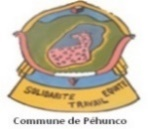 SOLIDARITE EQUITE
TRAVAIL
Commune de Péhunco